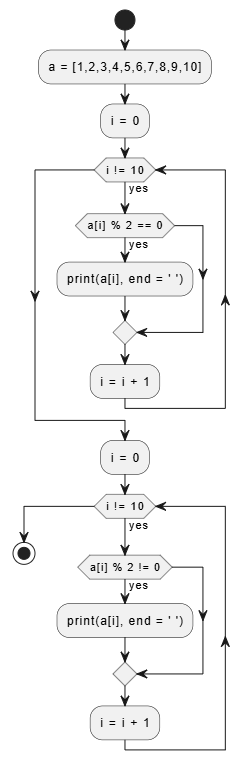 a = [1,2,3,4,5,6,7,8,9,10]
i = 0
i != 10
yes
a[i] % 2 == 0
yes
print(a[i], end = ' ')
i = i + 1
i = 0
i != 10
yes
a[i] % 2 != 0
yes
print(a[i], end = ' ')
i = i + 1